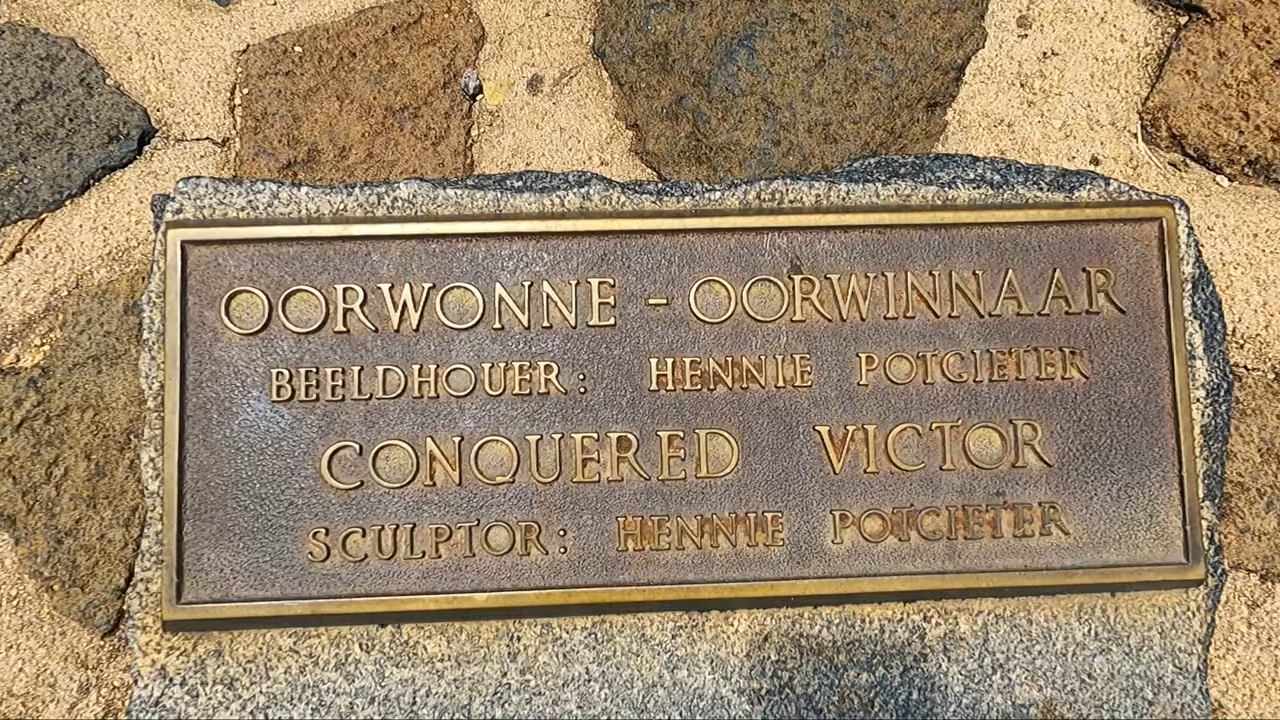 OORWONNE - OORWINNAAR
BEELDHOUER: HENNIE POTGIETER
CONQUERED VICTOR
SCULPTOR: HENNIE POTGIETER